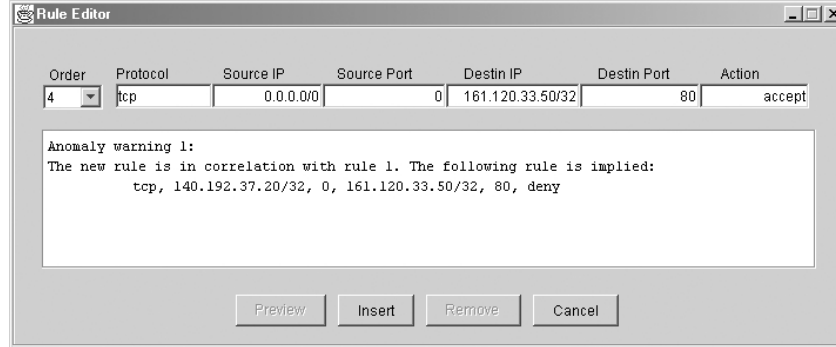 Rule Editor
Order Protocol Source IP Source Port Destin IP Destin Port Action
4 tcp 0.0.0.0/0 0 161.120.33.50/32 80 accept
Anomaly warning 1:
The new rule is in correlation with rule 1. The following rule is implied:
tcp, 140.192.37.20/32, 0, 161.120.33.50/32, 80, deny
Preview Insert Remove Cancel